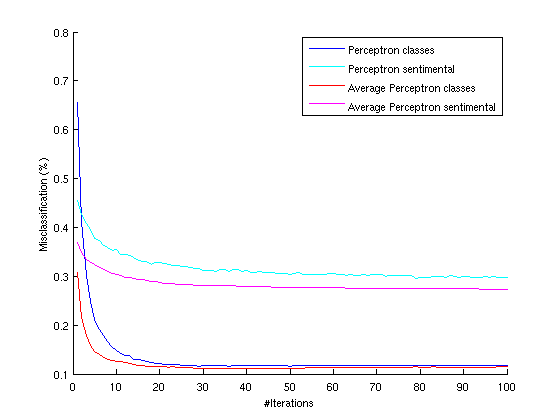 0.8
0.7
0.6
0.5
0.4
0.3
0.2
0.1
Misclassification (%)
Perceptron classes
Perceptron sentimental
Average Perceptron classes
Average Perceptron sentimental
0 10 20 30 40 50 60 70 80 90 100
#Iterations